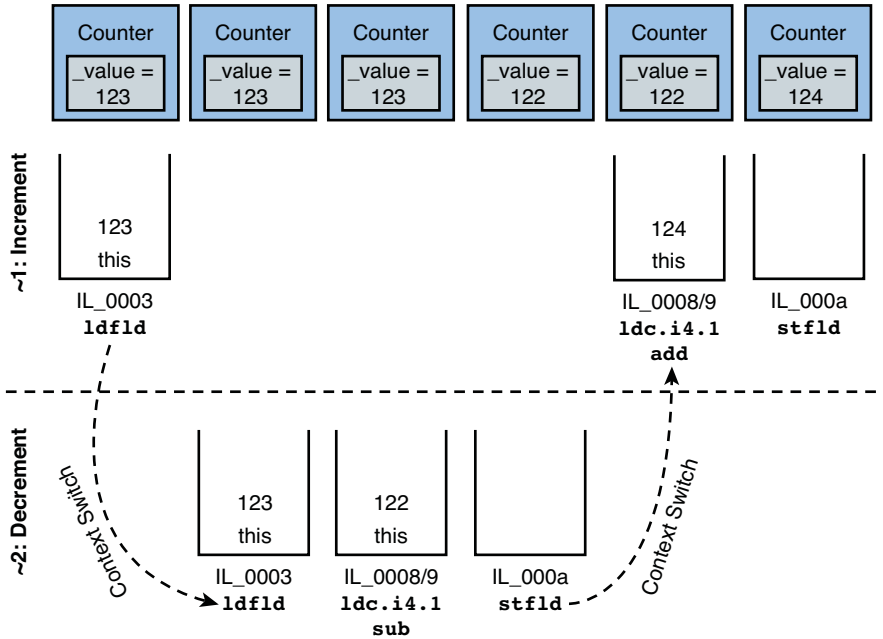 Counter
_value =
123
Counter
_value =
123
Counter
_value =
123
Counter
_value =
122
Counter
_value =
122
Counter
_value =
124
~1: Increment
123
this
IL_0003
ldfld
124
this
IL_0008/9
ldc.i4.1
add
IL_000a
stfld
~2: Decrement
Context Switch
123
this
IL_0003
ldfld
122
this
IL_0008/9
ldc.i4.1
sub
IL_000a
stfld
Context Switch